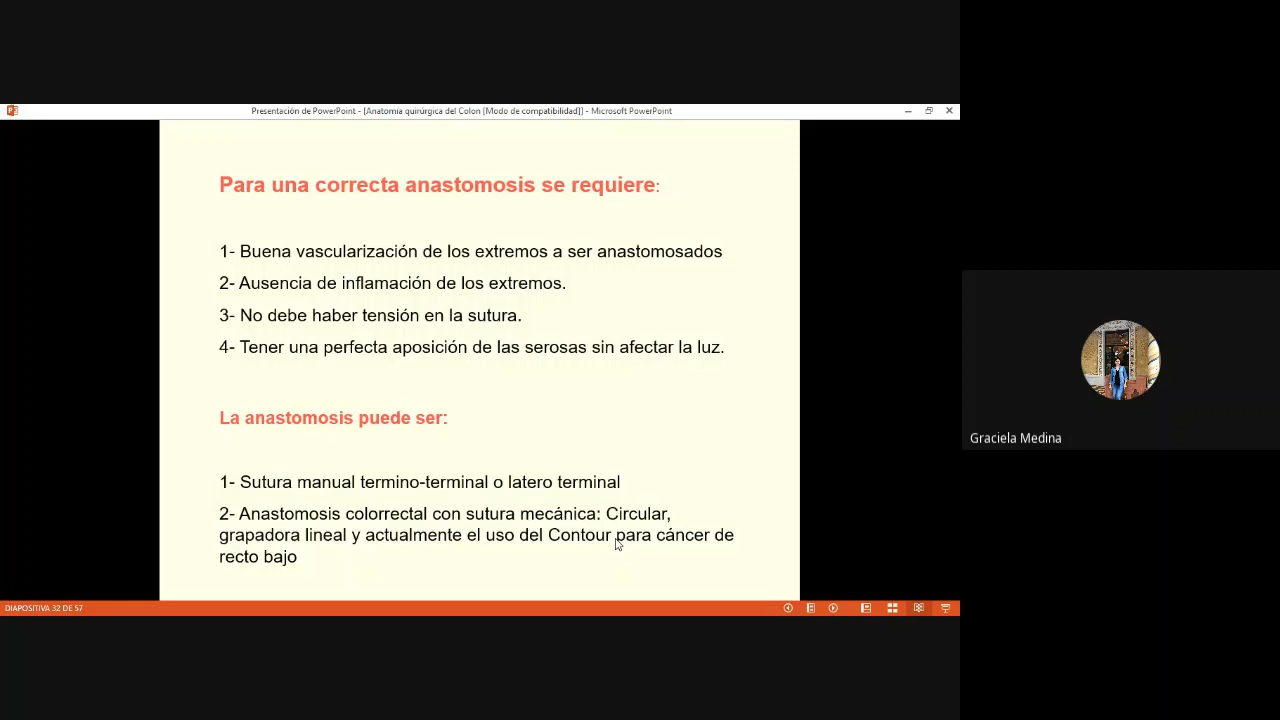 Presentación de PowerPoint - [Anatomía quirúrgica del Colon [Modo de compatibilidad]] - Microsoft PowerPoint
Para una correcta anastomosis se requiere:
1- Buena vascularización de los extremos a ser anastomosados
2- Ausencia de inflamación de los extremos.
3- No debe haber tensión en la sutura.
4- Tener una perfecta aposición de las serosas sin afectar la luz.
La anastomosis puede ser:
1- Sutura manual termino-terminal o latero terminal
2- Anastomosis colorrectal con sutura mecánica: Circular,
grapadora lineal y actualmente el uso del Contour para cáncer de
recto bajo
DIAPOSITIVA 32 DE 57
Graciela Medina